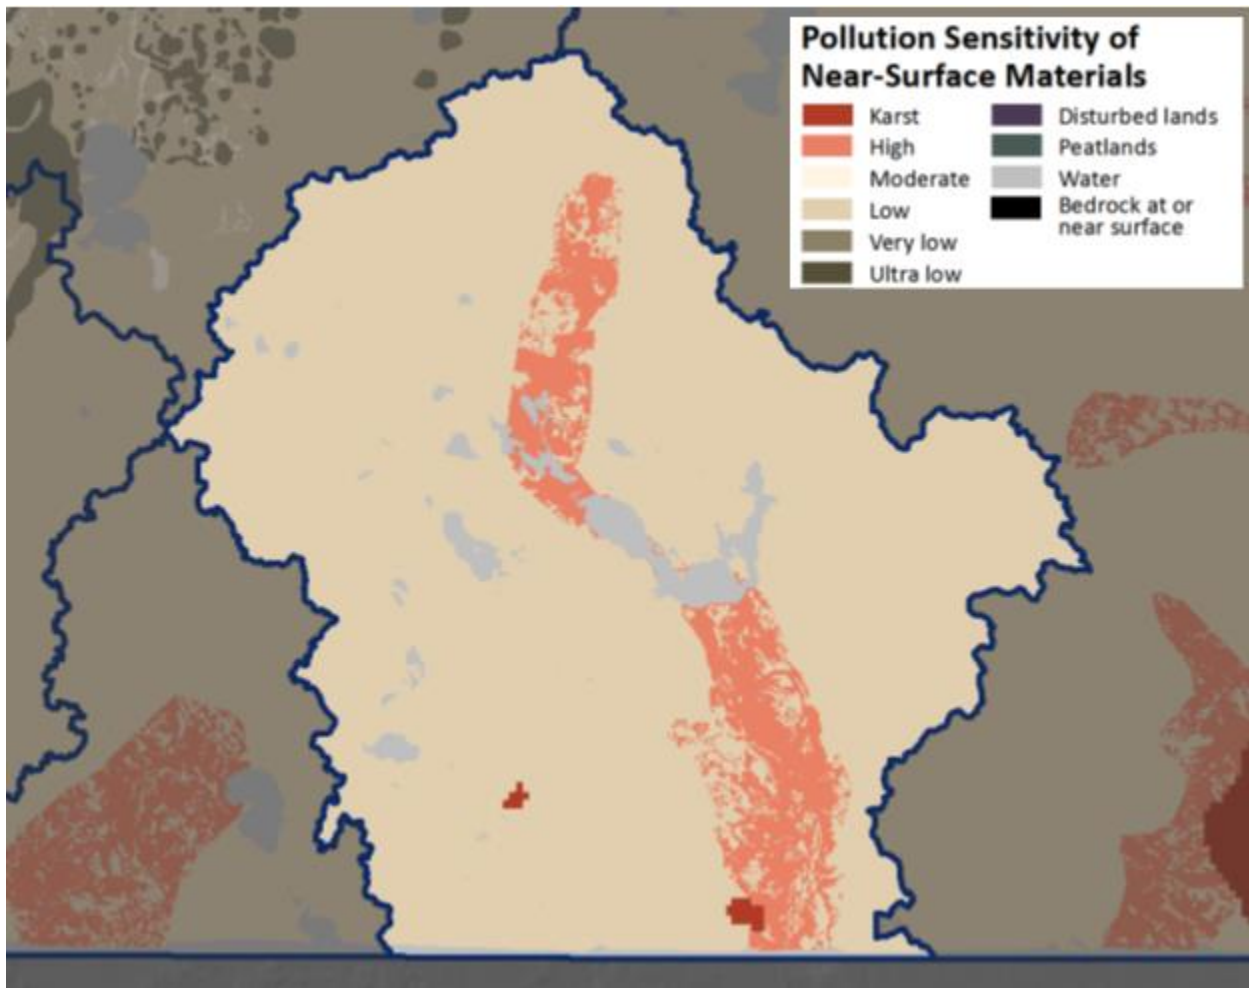 Pollution Sensitivity of
Near-Surface Materials
Karst
High
Moderate
Low
Very low
Ultra low
Disturbed lands
Peatlands
Water
Bedrock at or
near surface